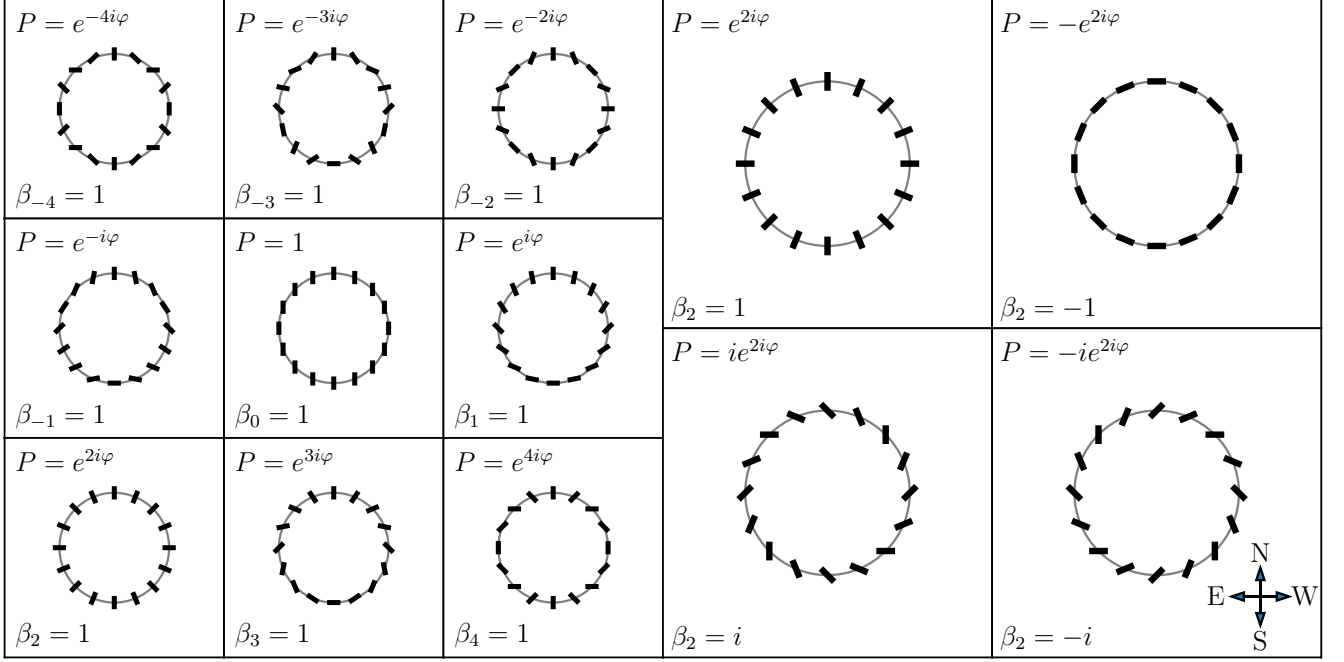 P = e^{-4iφ}
β_{-4} = 1
P = e^{-3iφ}
β_{-3} = 1
P = e^{-2iφ}
β_{-2} = 1
P = e^{-iφ}
β_{-1} = 1
P = 1
β_0 = 1
P = e^{iφ}
β_1 = 1
P = e^{2iφ}
β_2 = 1
P = e^{3iφ}
β_3 = 1
P = e^{4iφ}
β_4 = 1
P = e^{2iφ}
β_2 = 1
P = -e^{2iφ}
β_2 = -1
P = ie^{2iφ}
β_2 = i
P = -ie^{2iφ}
β_2 = -i
N
E W
S